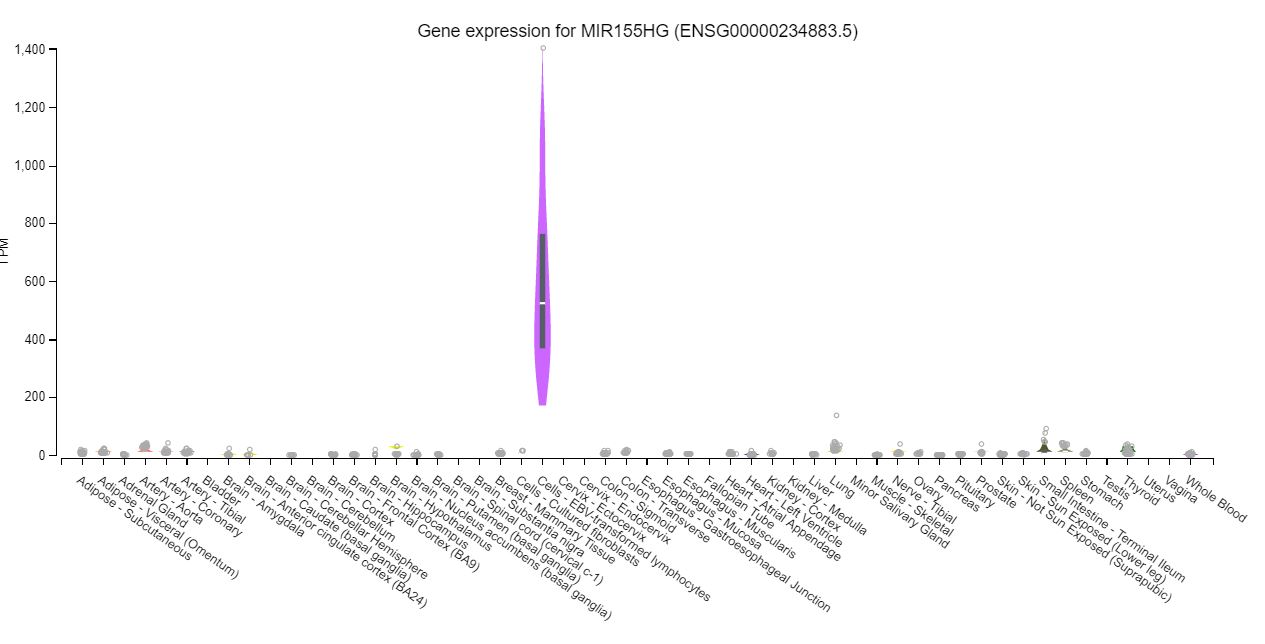 Gene expression for MIR155HG (ENSG00000234883.5)
1,400
1,200
1,000
800
600
400
200
0
TPM
Adipose - Subcutaneous
Adipose - Visceral (Omentum)
Adrenal Gland
Artery - Aorta
Artery - Coronary
Artery - Tibial
Bladder
Brain - Amygdala
Brain - Anterior cingulate cortex (BA24)
Brain - Caudate (basal ganglia)
Brain - Cerebellar Hemisphere
Brain - Cerebellum
Brain - Cortex
Brain - Frontal Cortex (BA9)
Brain - Hippocampus
Brain - Hypothalamus
Brain - Nucleus accumbens (basal ganglia)
Brain - Putamen (basal ganglia)
Brain - Spinal cord (cervical c-1)
Brain - Substantia nigra
Breast - Mammary Tissue
Cells - Cultured fibroblasts
Cells - EBV-transformed lymphocytes
Cervix - Ectocervix
Cervix - Endocervix
Colon - Sigmoid
Colon - Transverse
Esophagus - Gastroesophageal Junction
Esophagus - Mucosa
Esophagus - Muscularis
Fallopian Tube
Heart - Atrial Appendage
Heart - Left Ventricle
Kidney - Cortex
Kidney - Medulla
Liver
Lung
Minor Salivary Gland
Muscle - Skeletal
Nerve - Tibial
Ovary
Pancreas
Pituitary
Prostate
Skin - Not Sun Exposed (Suprapubic)
Skin - Sun Exposed (Lower leg)
Small Intestine - Terminal Ileum
Spleen
Stomach
Testis
Thyroid
Uterus
Vagina
Whole Blood